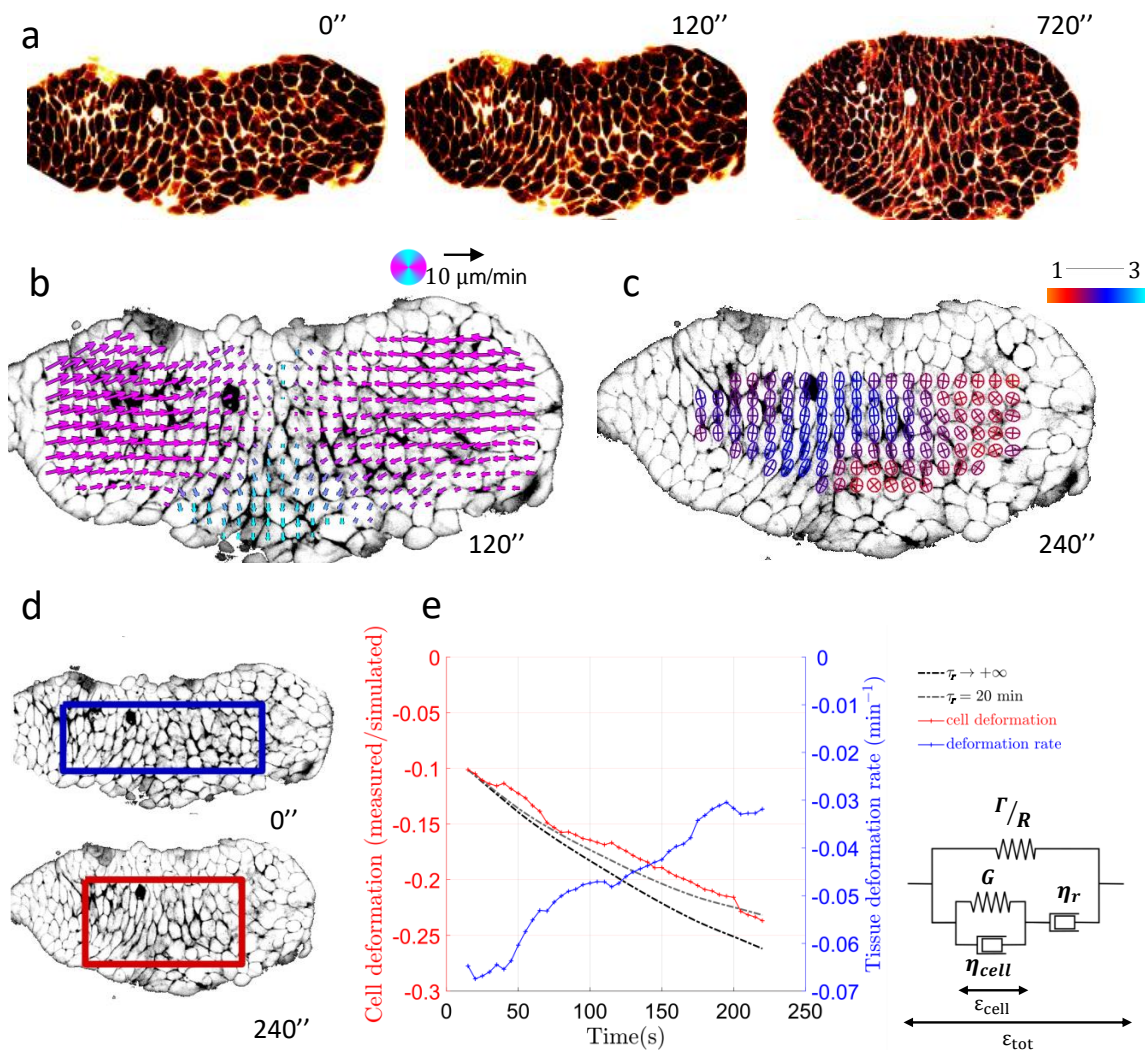 a
0''
120''
720''
b
10 μm/min
120''
c
1 3
240''
d
0''
240''
e
Cell deformation (measured/simulated)
0
-0.05
-0.1
-0.15
-0.2
-0.25
-0.3
0
50
100
150
200
250
Time(s)
0
-0.01
-0.02
-0.03
-0.04
-0.05
-0.06
-0.07
Tissue deformation rate (min⁻¹)
τr → +∞
τr = 20 min
cell deformation
deformation rate
Γ/R
G
ηr
ηcell
εcell
εtot